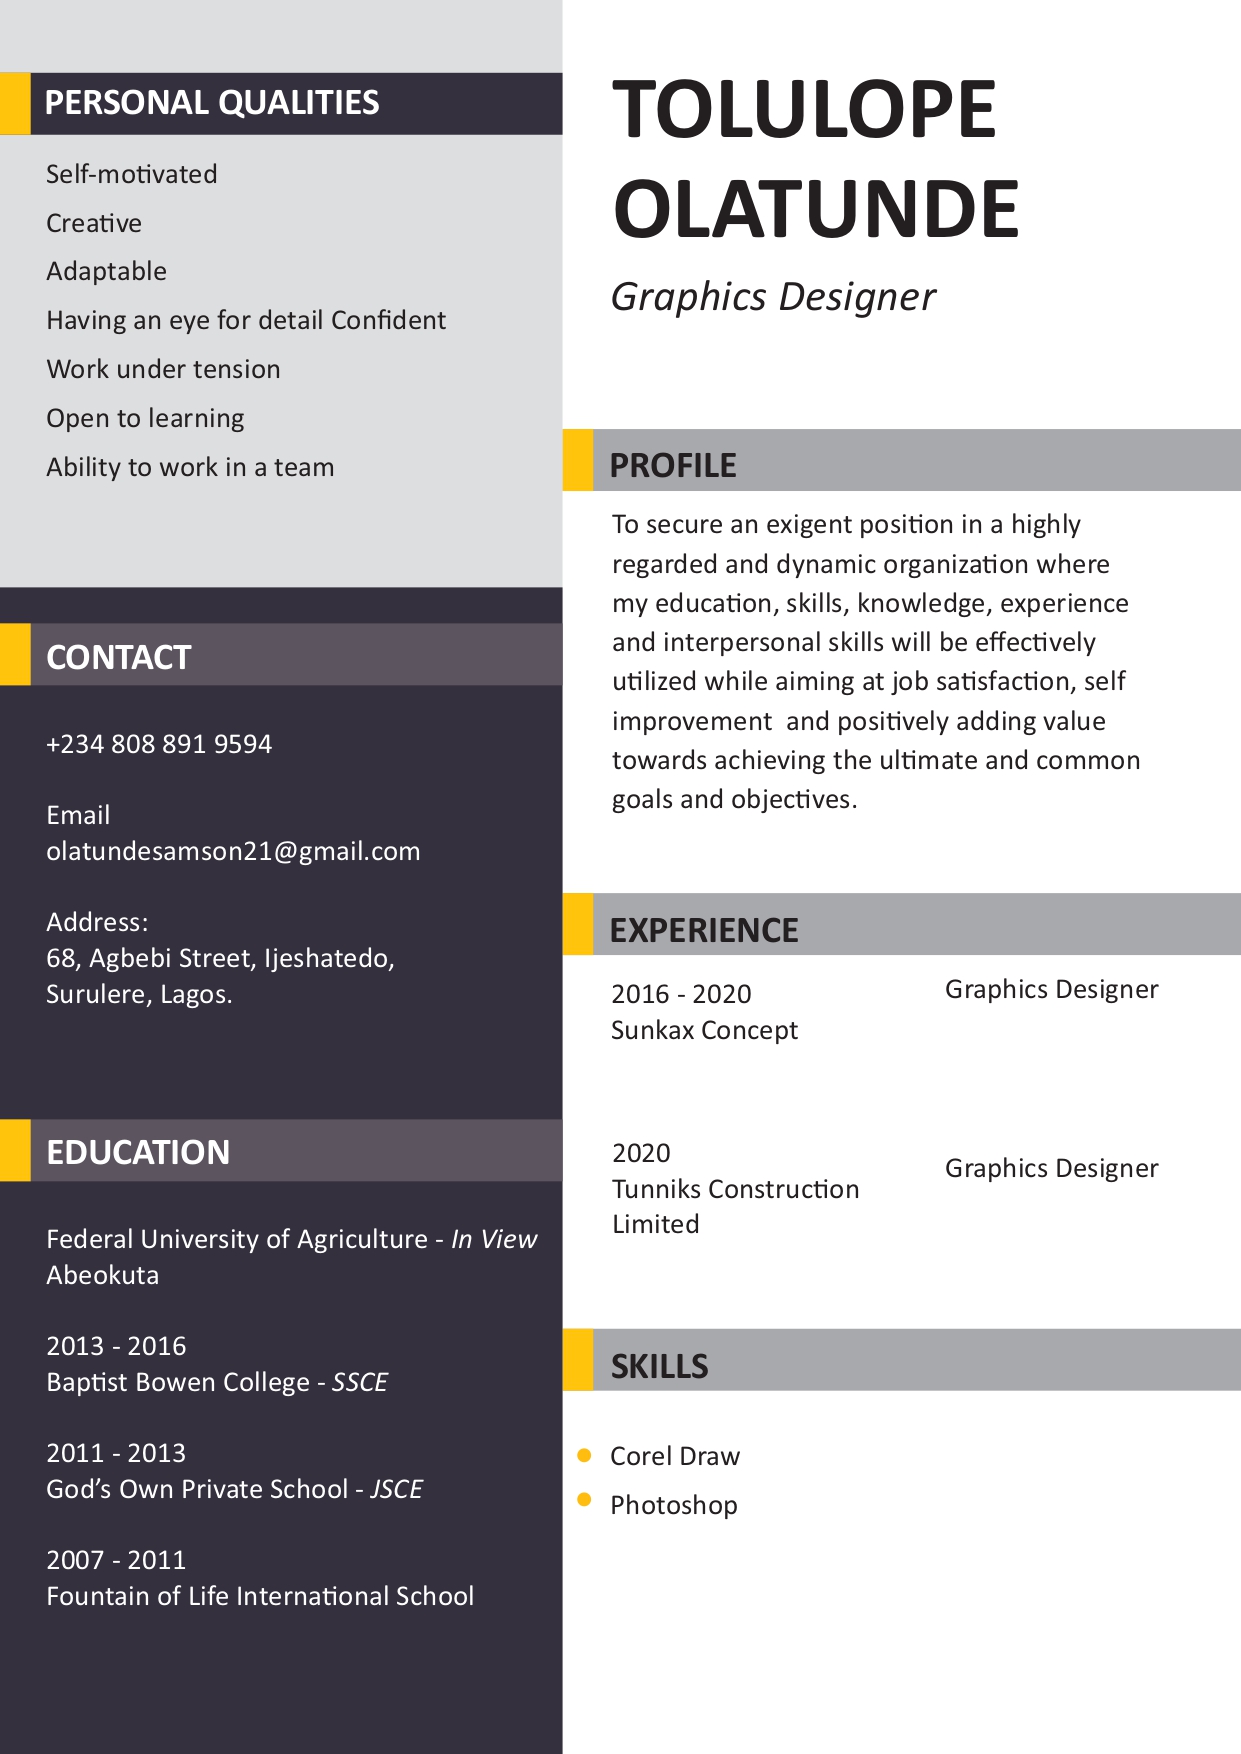 PERSONAL QUALITIES
Self-motivated
Creative
Adaptable
Having an eye for detail Confident
Work under tension
Open to learning
Ability to work in a team
CONTACT
+234 808 891 9594
Email
olatundesamson21@gmail.com
Address:
68, Agbebi Street, Ijeshatedo,
Surulere, Lagos.
EDUCATION
Federal University of Agriculture - In View
Abeokuta
2013 - 2016
Baptist Bowen College - SSCE
2011 - 2013
God’s Own Private School - JSCE
2007 - 2011
Fountain of Life International School
TOLULOPE
OLATUNDE
Graphics Designer
PROFILE
To secure an exigent position in a highly
regarded and dynamic organization where
my education, skills, knowledge, experience
and interpersonal skills will be effectively
utilized while aiming at job satisfaction, self
improvement  and positively adding value
towards achieving the ultimate and common
goals and objectives.
EXPERIENCE
2016 - 2020
Graphics Designer
Sunkax Concept
2020
Graphics Designer
Tunniks Construction
Limited
SKILLS
Corel Draw
Photoshop